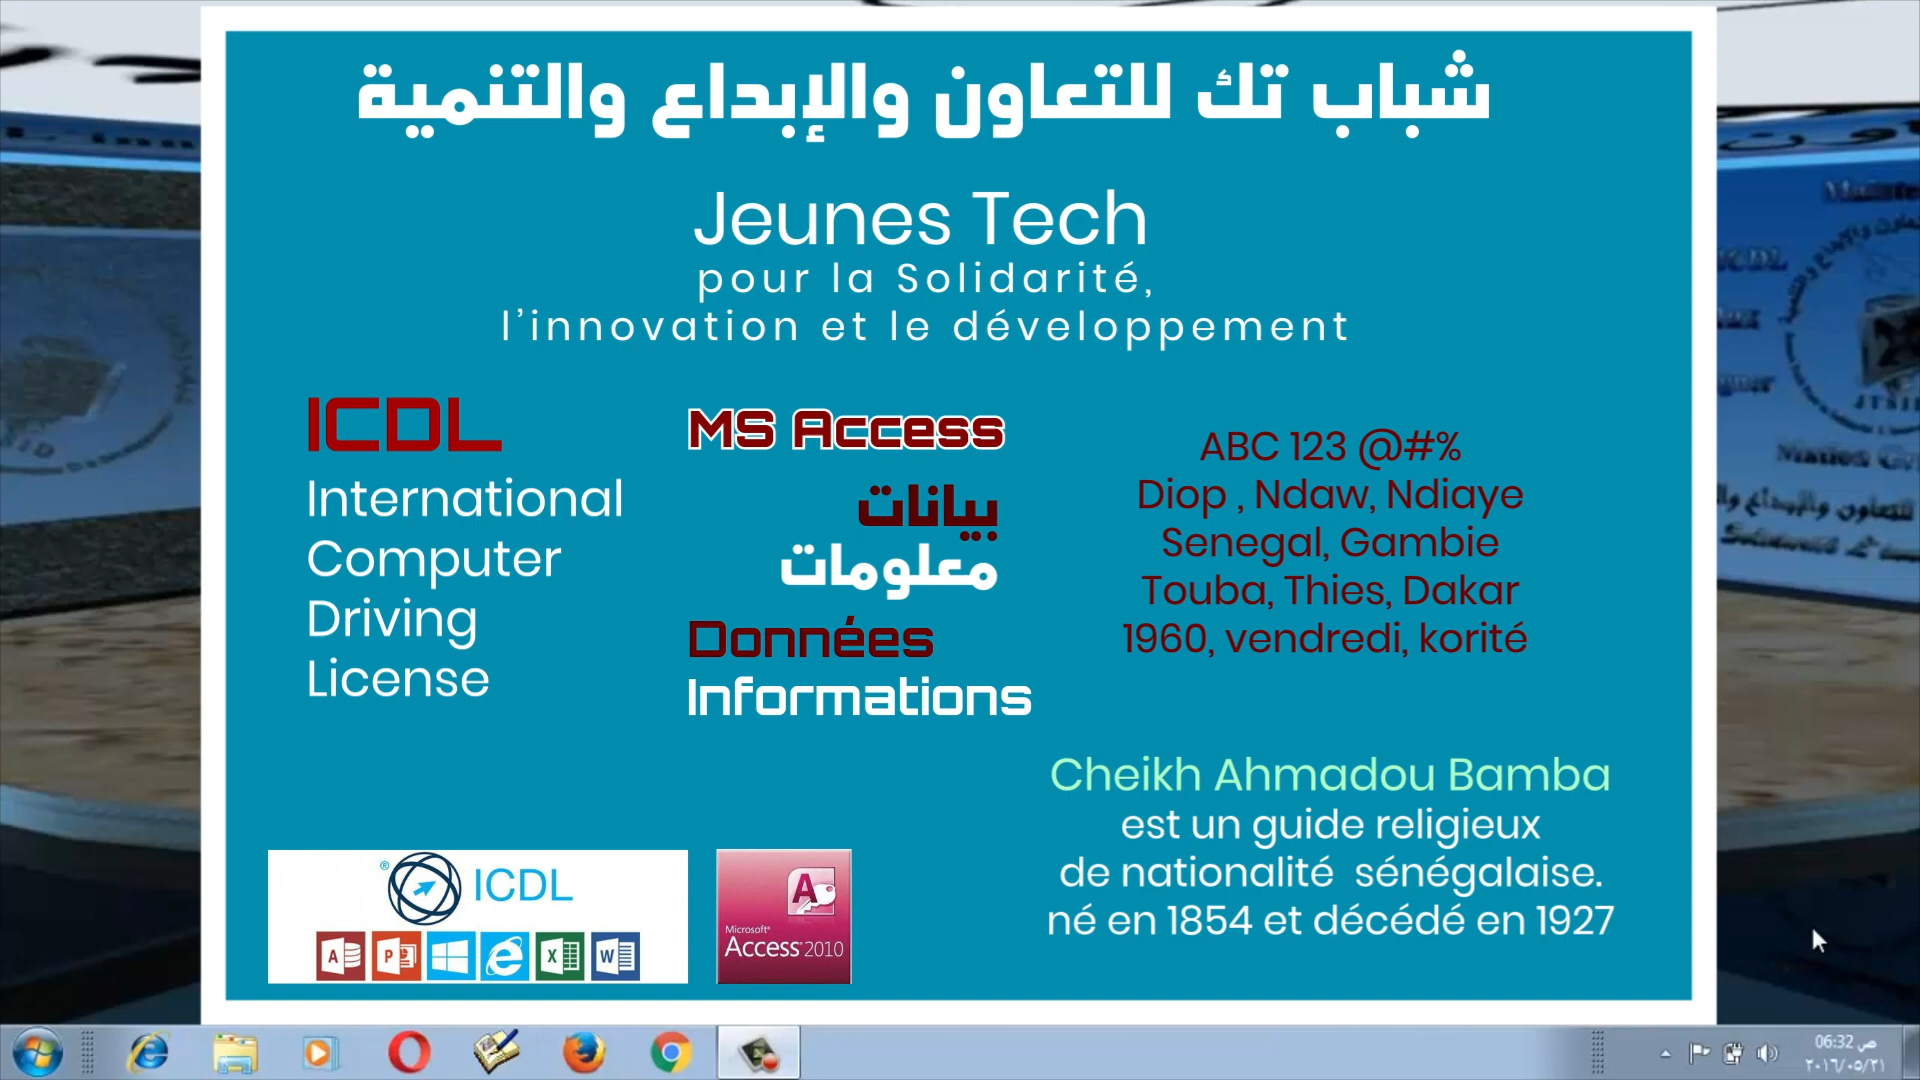 شباب تك للتعاون والإبداع والتنمية
Jeunes Tech
pour la Solidarité,
l'innovation et le développement
ICDL
International
Computer
Driving
License
MS Access
بيانات
معلومات
Données
Informations
ABC 123 @#%
Diop , Ndaw, Ndiaye
Senegal, Gambie
Touba, Thies, Dakar
1960, vendredi, korité
Cheikh Ahmadou Bamba
est un guide religieux
de nationalité  sénégalaise.
né en 1854 et décédé en 1927
® ICDL
Microsoft®
Access 2010
06:32 ص
٢٠١٦/٠٥/٢١